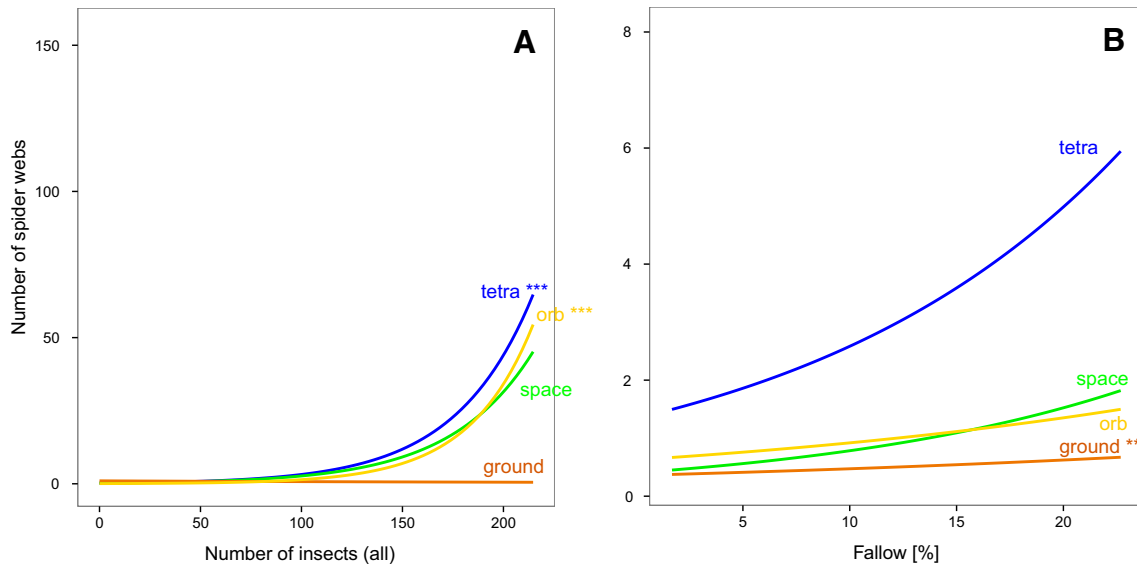 A
Number of spider webs
150
100
50
0
tetra ***
orb ***
space
ground
0 50 100 150 200
Number of insects (all)
B
8
6
4
2
0
tetra
space
orb
ground **
5 10 15 20
Fallow [%]